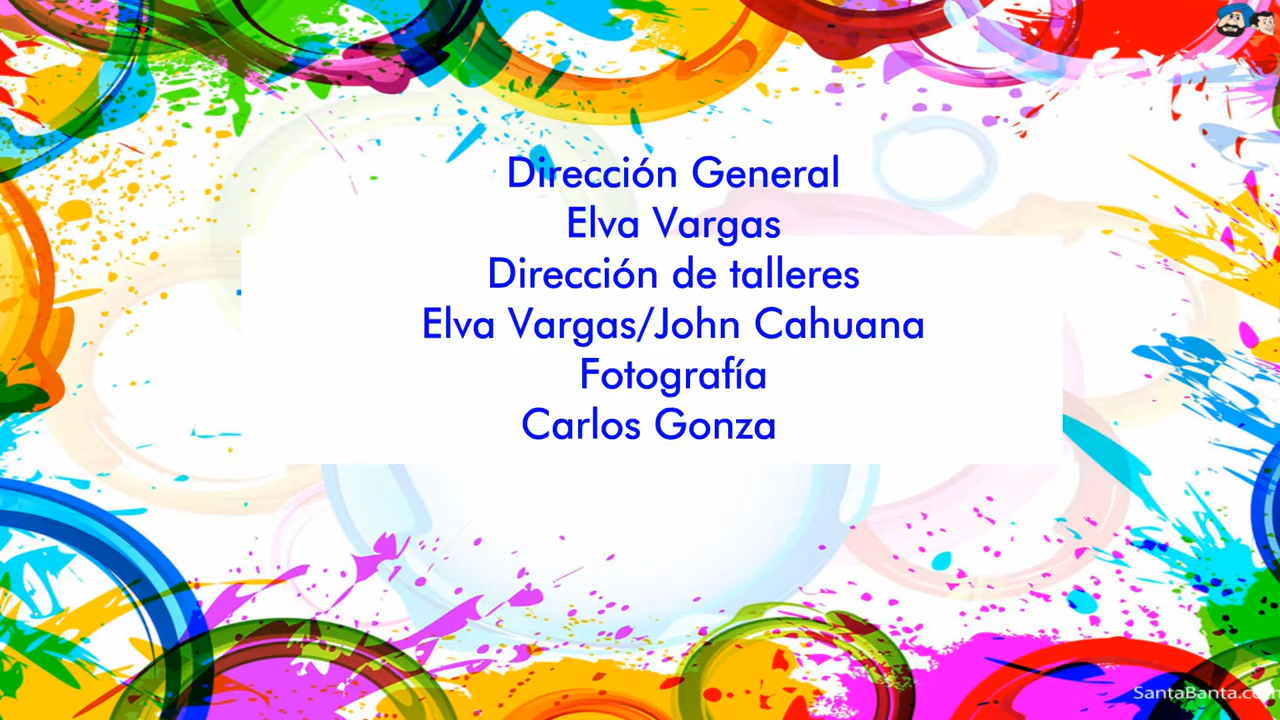 Dirección General
Elva Vargas
Dirección de talleres
Elva Vargas/John Cahuana
Fotografía
Carlos Gonza
SantaBanta.com